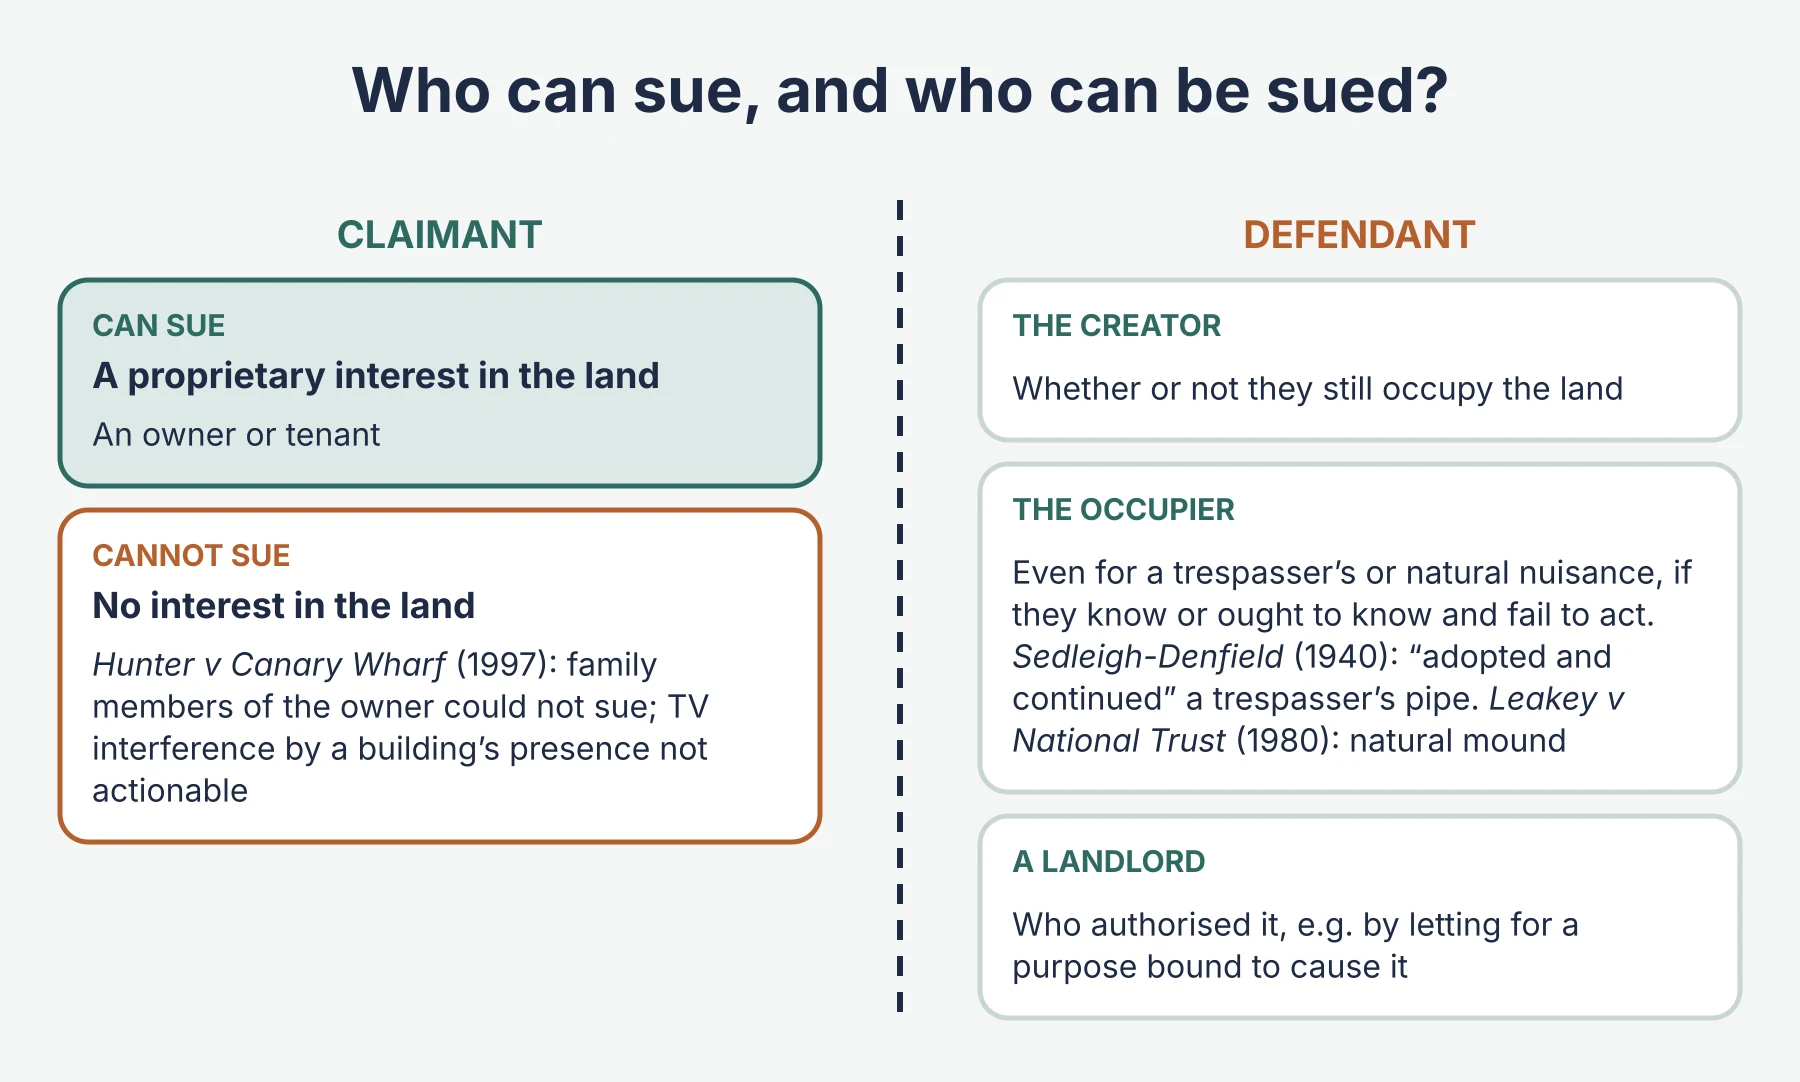 Who can sue, and who can be sued?
CLAIMANT
CAN SUE
A proprietary interest in the land
An owner or tenant
CANNOT SUE
No interest in the land
Hunter v Canary Wharf (1997): family
members of the owner could not sue; TV
interference by a building’s presence not
actionable
DEFENDANT
THE CREATOR
Whether or not they still occupy the land
THE OCCUPIER
Even for a trespasser’s or natural nuisance, if
they know or ought to know and fail to act.
Sedleigh-Denfield (1940): “adopted and
continued” a trespasser’s pipe. Leakey v
National Trust (1980): natural mound
A LANDLORD
Who authorised it, e.g. by letting for a
purpose bound to cause it